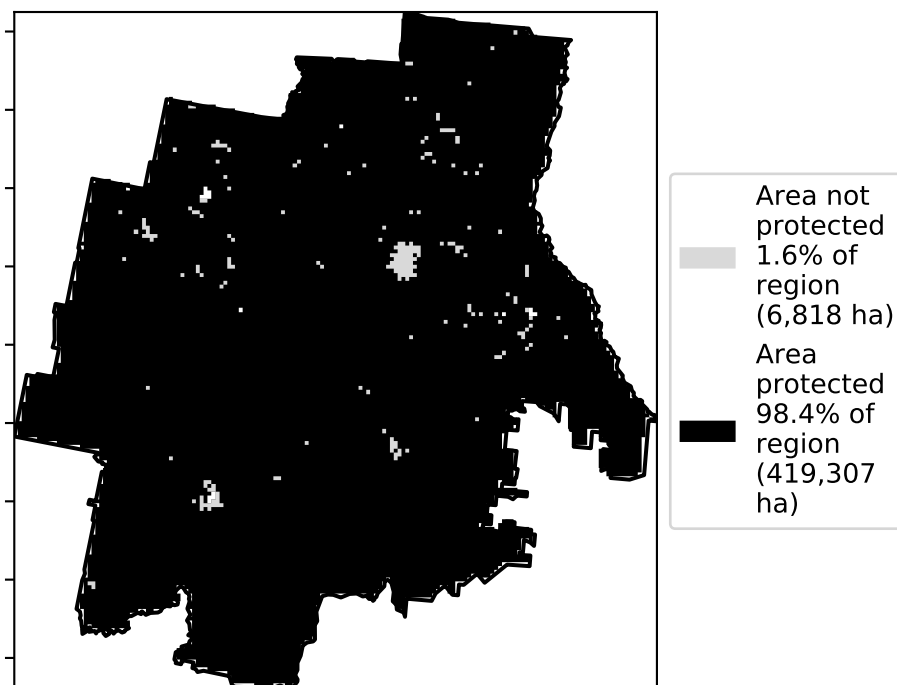 Area not
protected
1.6% of
region
(6,818 ha)
Area
protected
98.4% of
region
(419,307
ha)